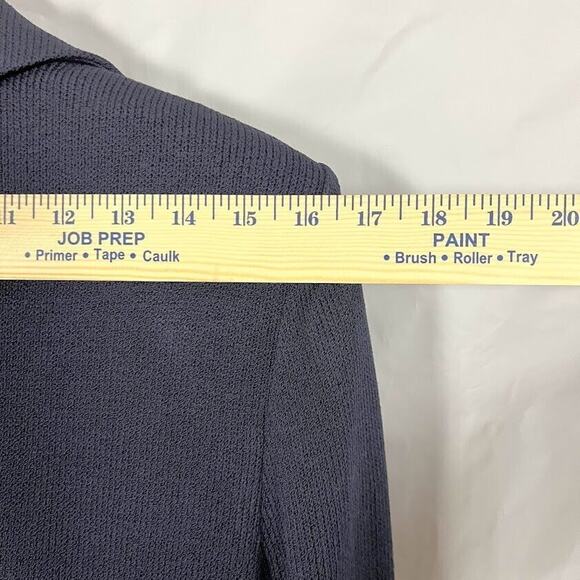 11 12 13 14 15 16 17 18 19 20
JOB PREP
• Primer • Tape • Caulk
PAINT
• Brush • Roller • Tray